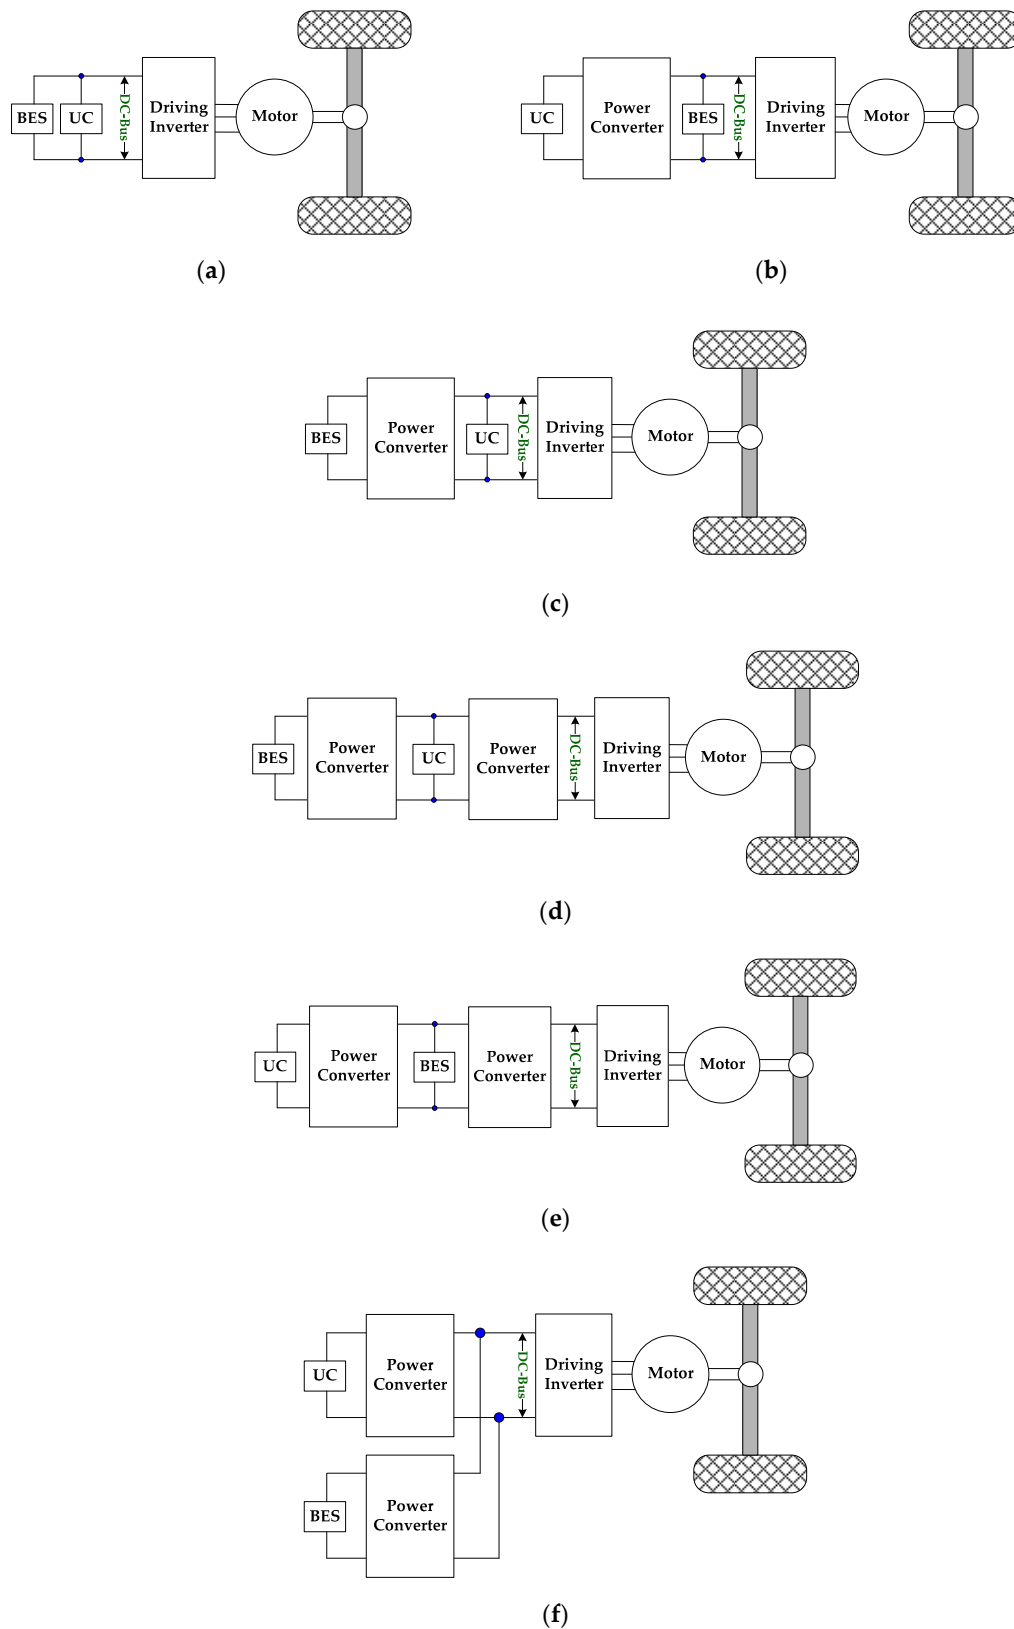 BES
UC
DC-Bus
Driving
Inverter
Motor
(a)
UC
Power
Converter
BES
DC-Bus
Driving
Inverter
Motor
(b)
BES
Power
Converter
UC
DC-Bus
Driving
Inverter
Motor
(c)
BES
Power
Converter
UC
Power
Converter
DC-Bus
Driving
Inverter
Motor
(d)
UC
Power
Converter
BES
Power
Converter
DC-Bus
Driving
Inverter
Motor
(e)
UC
Power
Converter
DC-Bus
Driving
Inverter
Motor
BES
Power
Converter
(f)